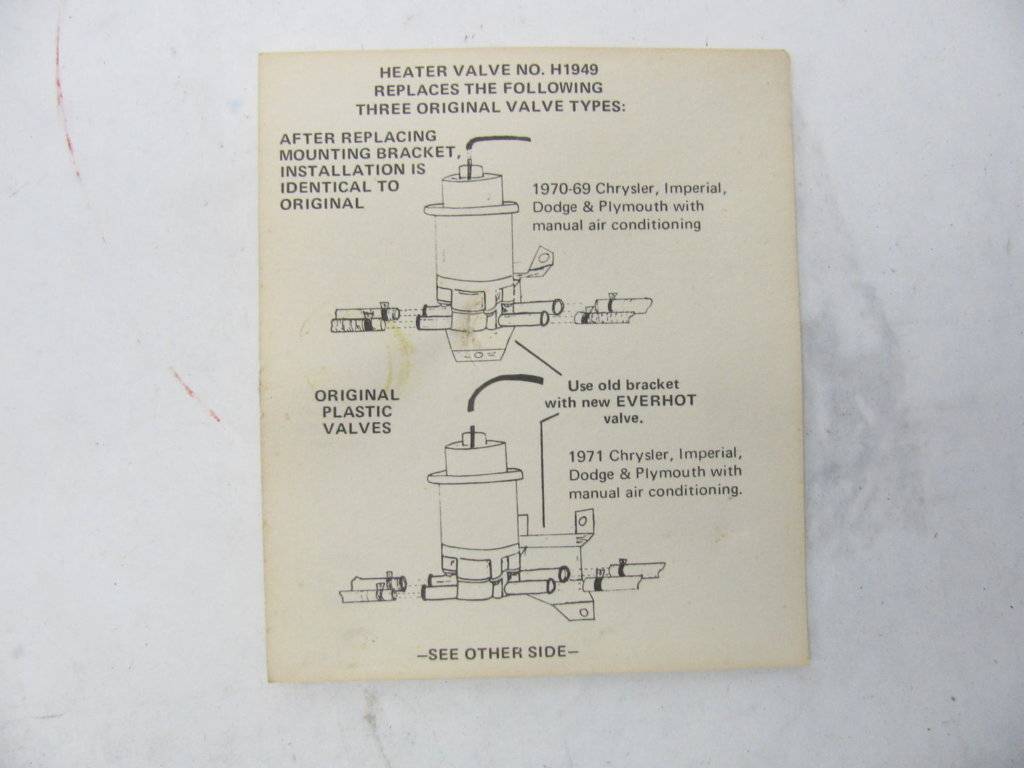 HEATER VALVE NO. H1949
REPLACES THE FOLLOWING
THREE ORIGINAL VALVE TYPES:
AFTER REPLACING
MOUNTING BRACKET,
INSTALLATION IS
IDENTICAL TO
ORIGINAL
1970-69 Chrysler, Imperial,
Dodge & Plymouth with
manual air conditioning
ORIGINAL
PLASTIC
VALVES
Use old bracket
with new EVERHOT
valve.
1971 Chrysler, Imperial,
Dodge & Plymouth with
manual air conditioning.
–SEE OTHER SIDE–